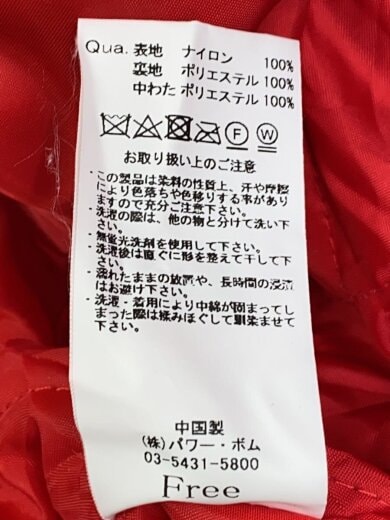 Qua. 表地 ナイロン 100%
裏地 ポリエステル 100%
中わた ポリエステル 100%
F W
お取り扱い上のご注意
・この製品は染料の性質上、汗や摩擦
により色落ちや色移りする事があり
ますので充分ご注意下さい。
・洗濯の際は、他の物と分けて洗い下
さい。
・無蛍光洗剤を使用して下さい。
・洗濯後は直ぐに形を整えて干して下
さい。
・濡れたままの放置や、長時間の浸漬
はお避け下さい。
・洗濯・着用により中綿が固まってし
まった際は揉みほぐして馴染ませて
下さい。
中国製
(株)パワー・ボム
03-5431-5800
Free